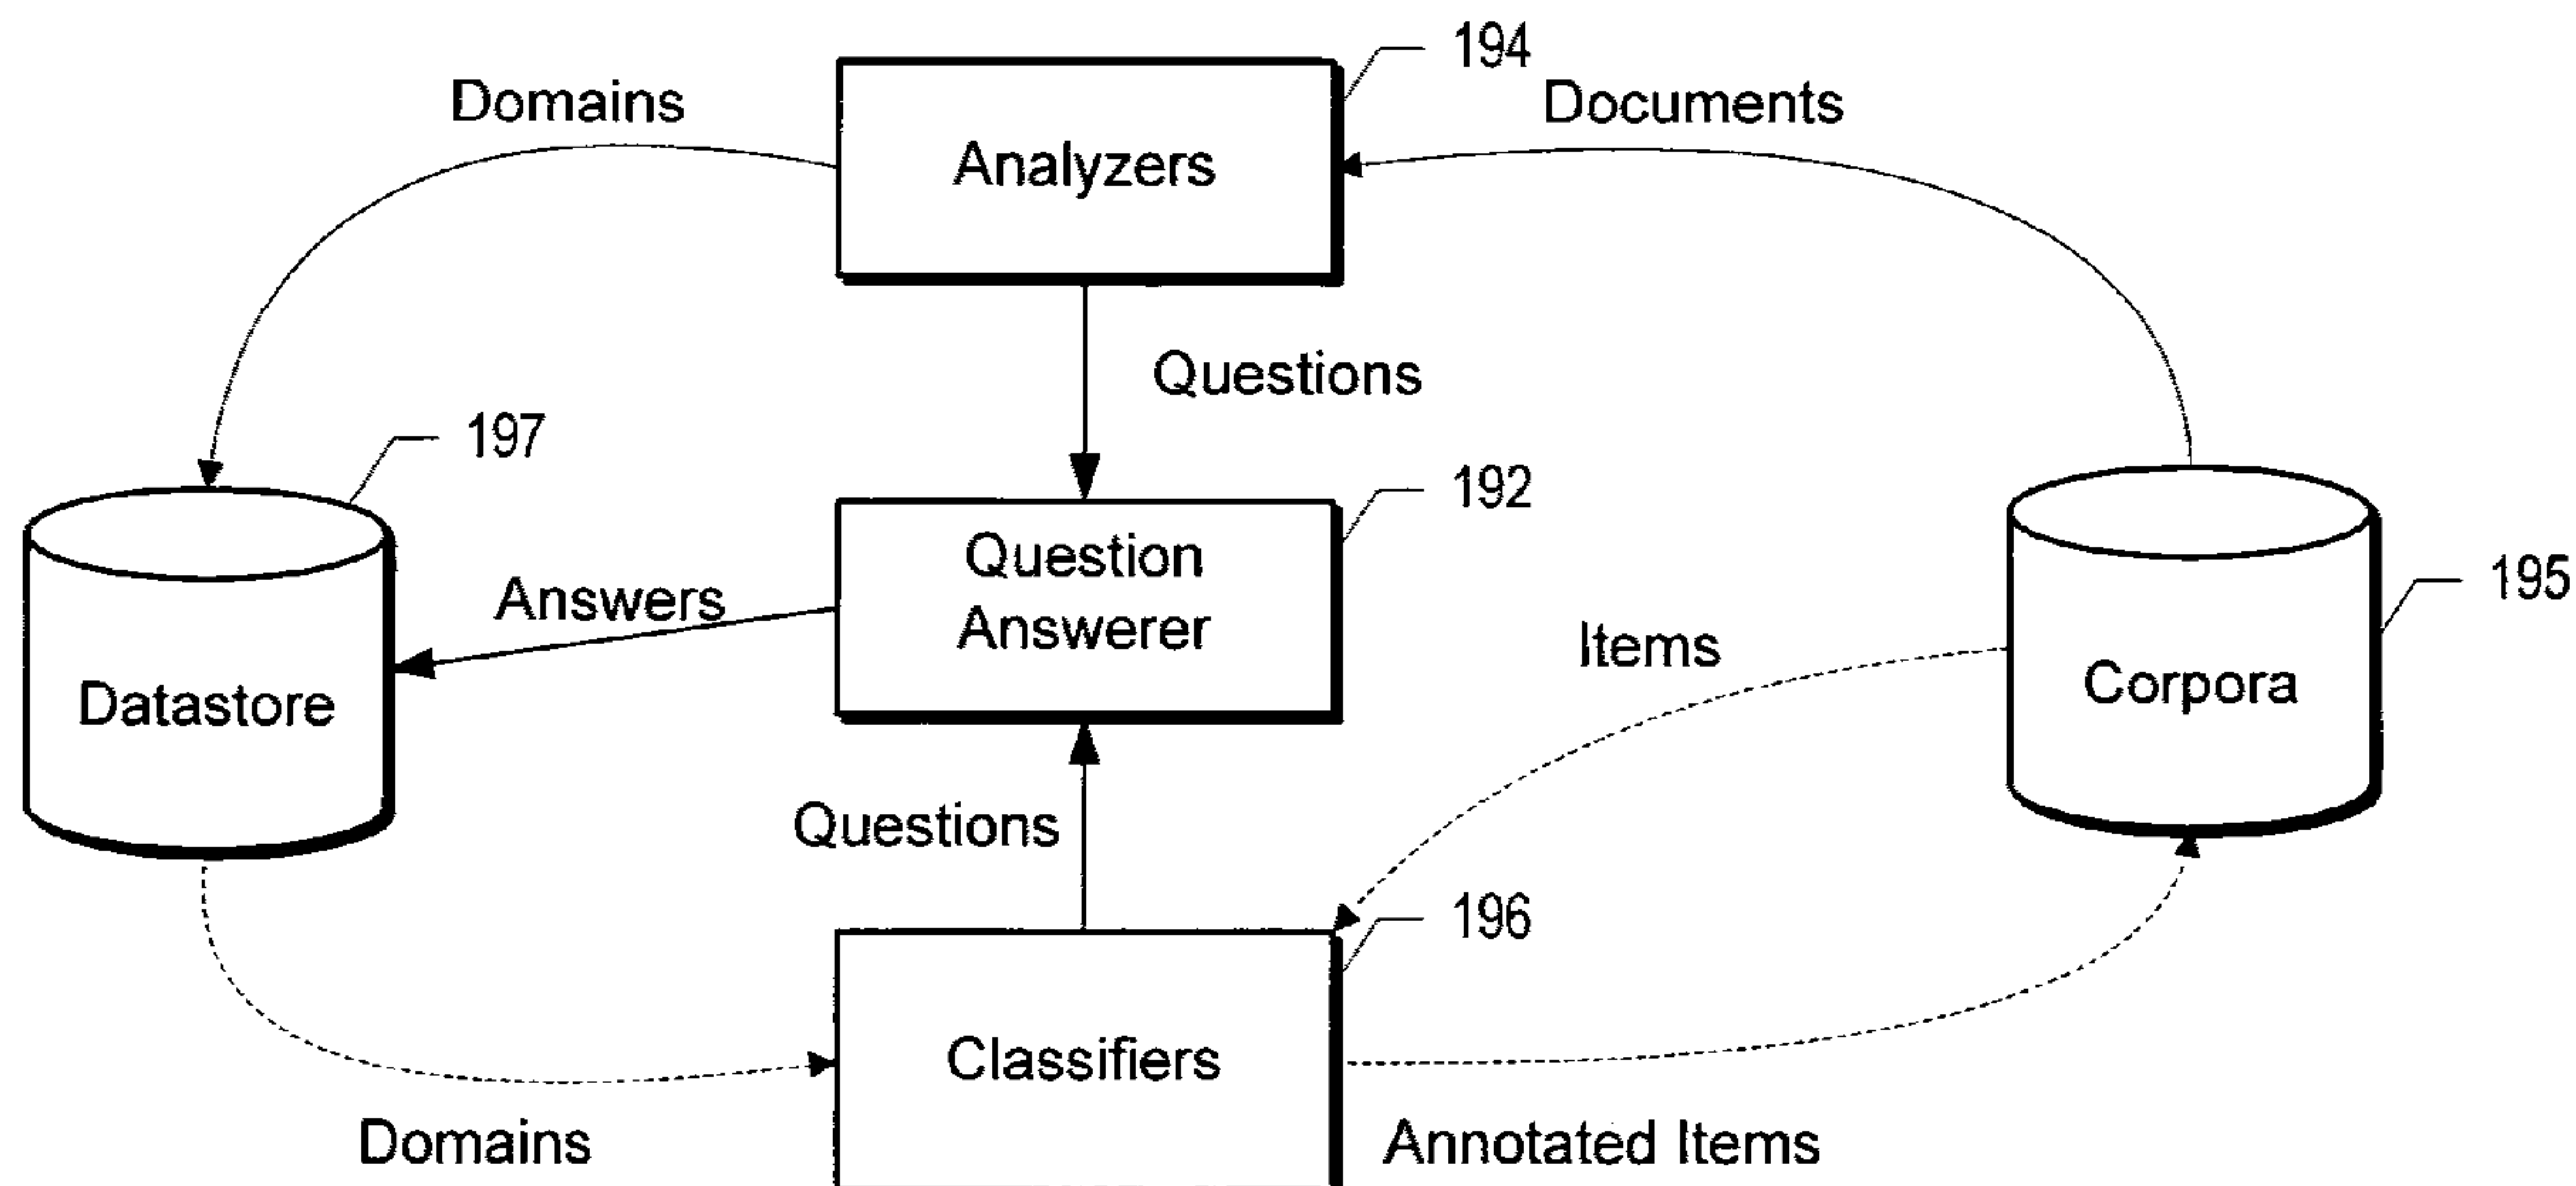 194
Domains
Documents
Analyzers
Questions
197
192
Question
Answerer
Answers
195
Items
Datastore
Corpora
Questions
196
Classifiers
Domains
Annotated Items